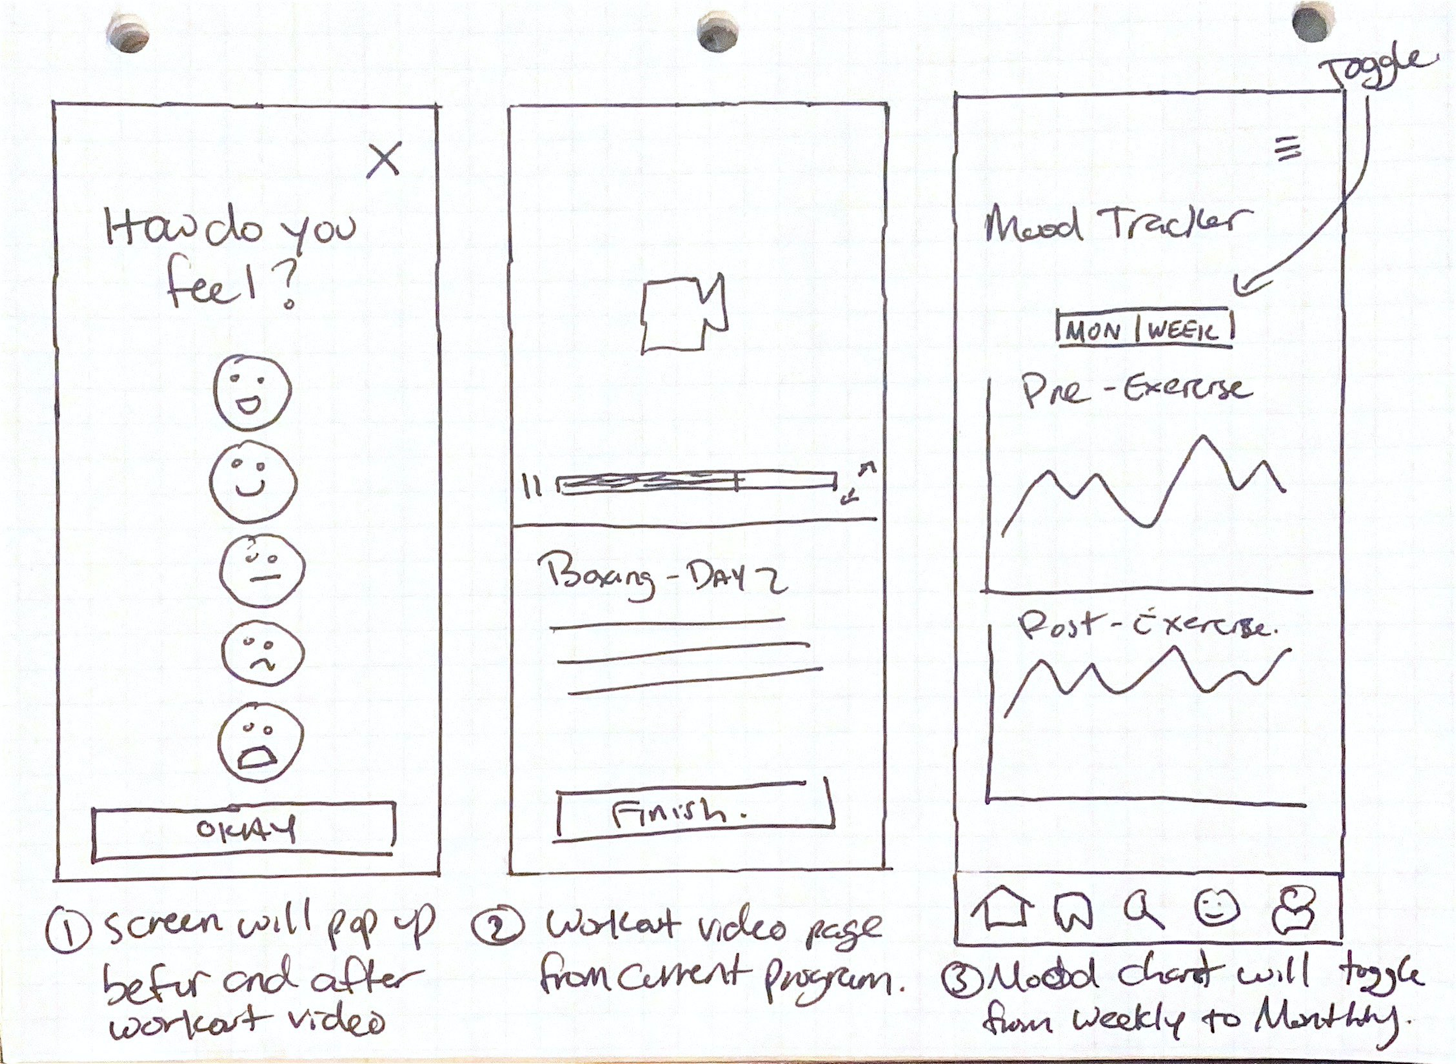 Toggle
X
How do you
feel?
OKAY
Boxing - DAY 2
Finish.
Mood Tracker
MON | WEEK
Pre-Exercise
Post-Exercise.
① screen will pop up
befor and after
workout video
② Workout video page
from current program.
③ Mood chart will toggle
from weekly to Monthly.